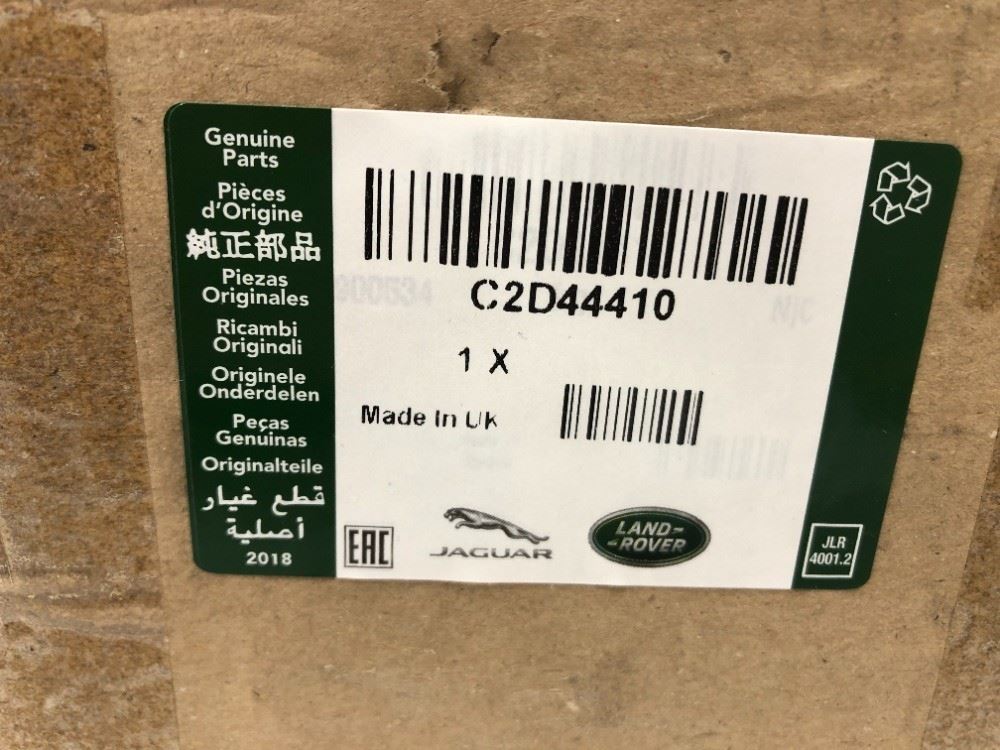 Genuine
Parts
Pièces
d'Origine
純正部品
Piezas
Originales
Ricambi
Originali
Originele
Onderdelen
Peças
Genuinas
Originalteile
قطع غيار
أصلية
2018
C2D44410
1 X
Made In UK
EAC
JAGUAR
LAND-
-ROVER
JLR
4001.2